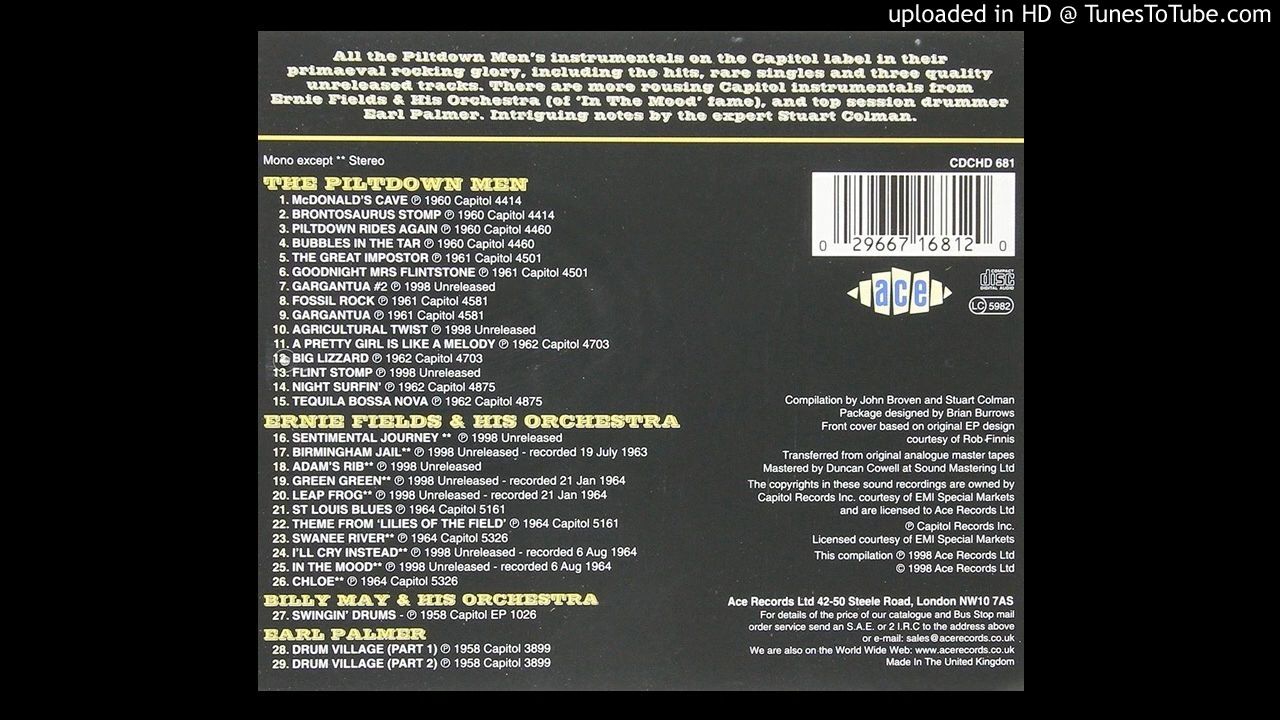 uploaded in HD @ TunesToTube.com
All the Piltdown Men's instrumentals on the Capitol label in their
primaeval rocking glory, including the hits, rare singles and three quality
unreleased tracks. There are more rousing Capitol instrumentals from
Ernie Fields & His Orchestra (of 'In The Mood' fame), and top session drummer
Earl Palmer. Intriguing notes by the expert Stuart Colman.
Mono except ** Stereo
CDCHD 681
THE PILTDOWN MEN
1. McDONALD'S CAVE ℗ 1960 Capitol 4414
2. BRONTOSAURUS STOMP ℗ 1960 Capitol 4414
3. PILTDOWN RIDES AGAIN ℗ 1960 Capitol 4460
4. BUBBLES IN THE TAR ℗ 1960 Capitol 4460
5. THE GREAT IMPOSTOR ℗ 1961 Capitol 4501
6. GOODNIGHT MRS FLINTSTONE ℗ 1961 Capitol 4501
7. GARGANTUA #2 ℗ 1998 Unreleased
8. FOSSIL ROCK ℗ 1961 Capitol 4581
9. GARGANTUA ℗ 1961 Capitol 4581
10. AGRICULTURAL TWIST ℗ 1998 Unreleased
11. A PRETTY GIRL IS LIKE A MELODY ℗ 1962 Capitol 4703
12. BIG LIZZARD ℗ 1962 Capitol 4703
13. FLINT STOMP ℗ 1998 Unreleased
14. NIGHT SURFIN' ℗ 1962 Capitol 4875
15. TEQUILA BOSSA NOVA ℗ 1962 Capitol 4875
ERNIE FIELDS & HIS ORCHESTRA
16. SENTIMENTAL JOURNEY ** ℗ 1998 Unreleased
17. BIRMINGHAM JAIL** ℗ 1998 Unreleased - recorded 19 July 1963
18. ADAM'S RIB** ℗ 1998 Unreleased
19. GREEN GREEN** ℗ 1998 Unreleased - recorded 21 Jan 1964
20. LEAP FROG** ℗ 1998 Unreleased - recorded 21 Jan 1964
21. ST LOUIS BLUES ℗ 1964 Capitol 5161
22. THEME FROM 'LILIES OF THE FIELD' ℗ 1964 Capitol 5161
23. SWANEE RIVER** ℗ 1964 Capitol 5326
24. I'LL CRY INSTEAD** ℗ 1998 Unreleased - recorded 6 Aug 1964
25. IN THE MOOD** ℗ 1998 Unreleased - recorded 6 Aug 1964
26. CHLOE** ℗ 1964 Capitol 5326
BILLY MAY & HIS ORCHESTRA
27. SWINGIN' DRUMS - ℗ 1958 Capitol EP 1026
EARL PALMER
28. DRUM VILLAGE (PART 1) ℗ 1958 Capitol 3899
29. DRUM VILLAGE (PART 2) ℗ 1958 Capitol 3899
0 29667 16812 0
ace
COMPACT
disc
DIGITAL AUDIO
LC 5982
Compilation by John Broven and Stuart Colman
Package designed by Brian Burrows
Front cover based on original EP design
courtesy of Rob Finnis
Transferred from original analogue master tapes
Mastered by Duncan Cowell at Sound Mastering Ltd
The copyrights in these sound recordings are owned by
Capitol Records Inc. courtesy of EMI Special Markets
and are licensed to Ace Records Ltd
℗ Capitol Records Inc.
Licensed courtesy of EMI Special Markets
This compilation ℗ 1998 Ace Records Ltd
© 1998 Ace Records Ltd
Ace Records Ltd 42-50 Steele Road, London NW10 7AS
For details of the price of our catalogue and Bus Stop mail
order service send an S.A.E. or 2 I.R.C to the address above
or e-mail: sales@acerecords.co.uk
We are also on the World Wide Web: www.acerecords.co.uk
Made In The United Kingdom